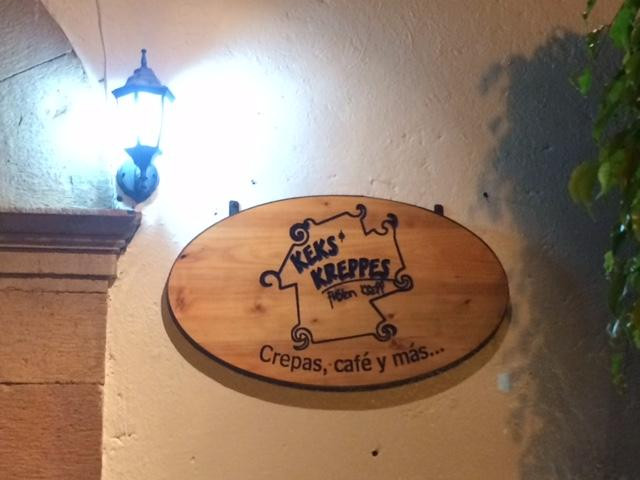 KEKS
KREPPES
Crepas, café y más...